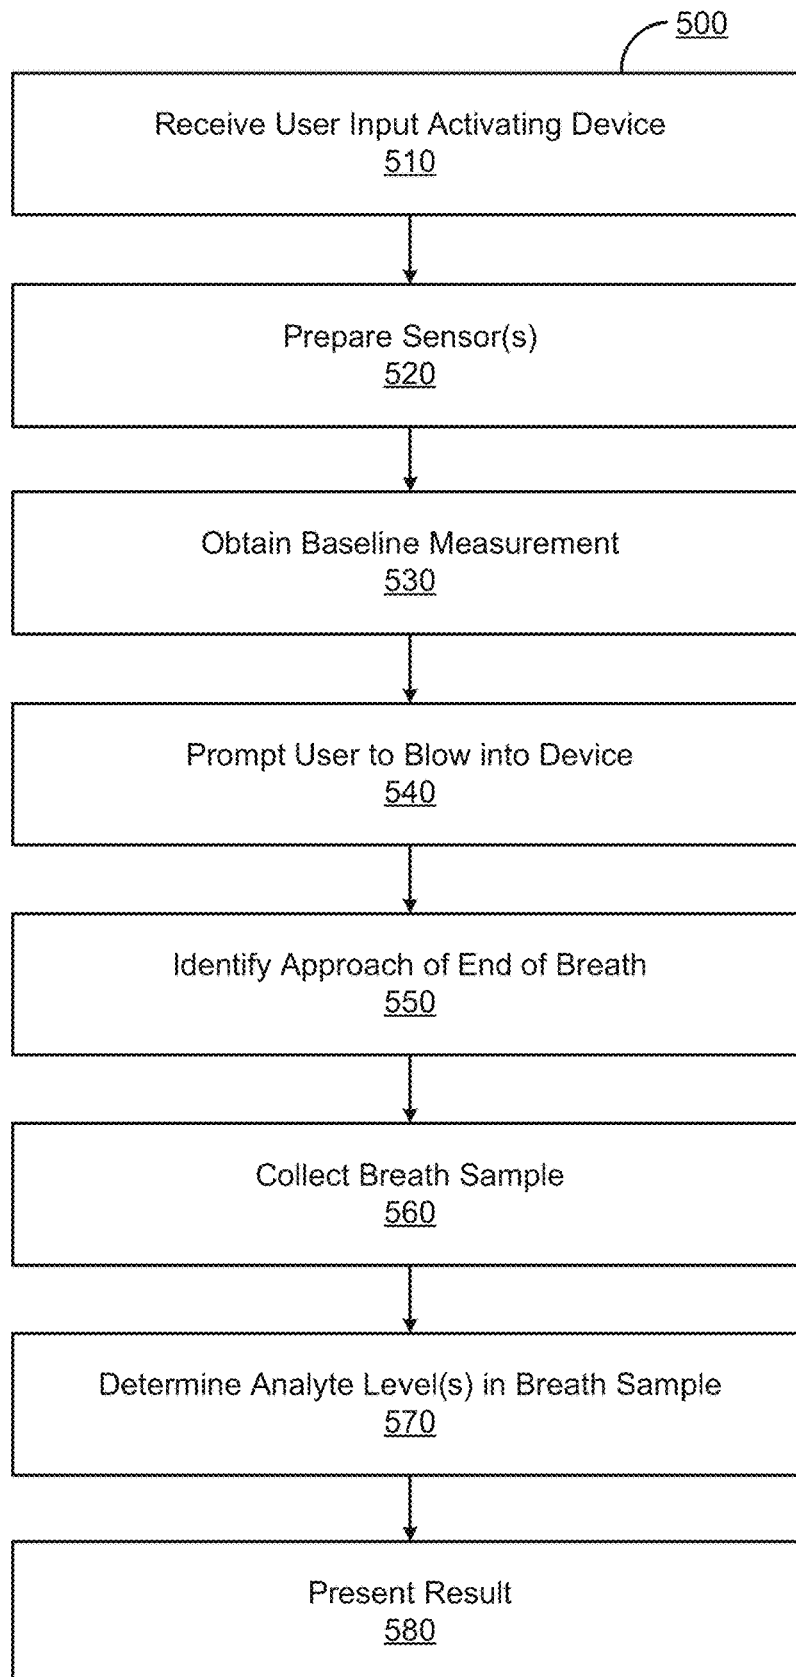 500
Receive User Input Activating Device
510
Prepare Sensor(s)
520
Obtain Baseline Measurement
530
Prompt User to Blow into Device
540
Identify Approach of End of Breath
550
Collect Breath Sample
560
Determine Analyte Level(s) in Breath Sample
570
Present Result
580